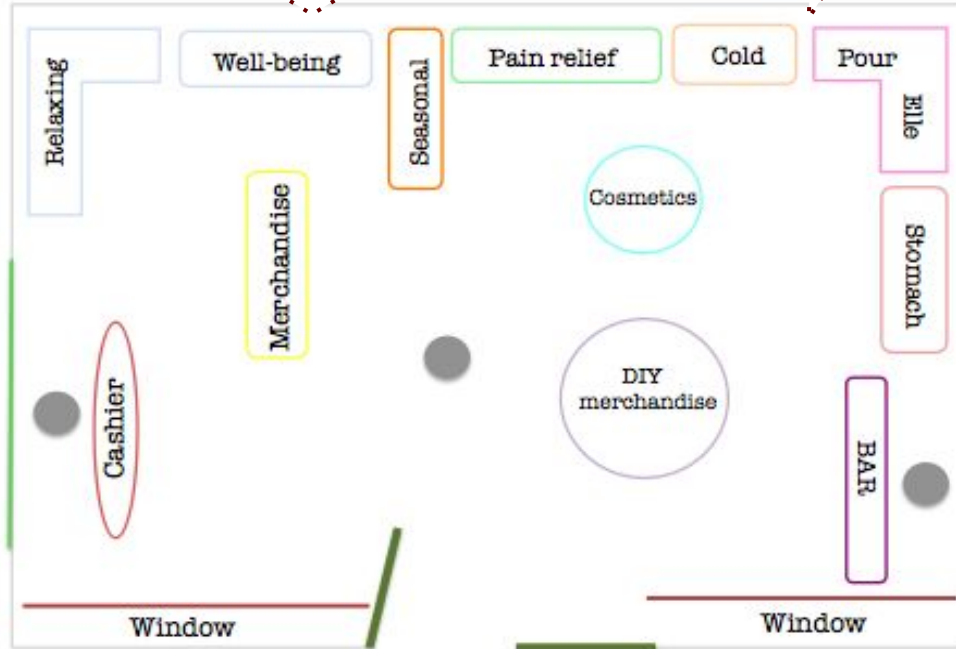 Relaxing
Well-being
Seasonal
Pain relief
Cold
Pour
Elle
Merchandise
Cosmetics
Stomach
Cashier
DIY
merchandise
BAR
Window
Window